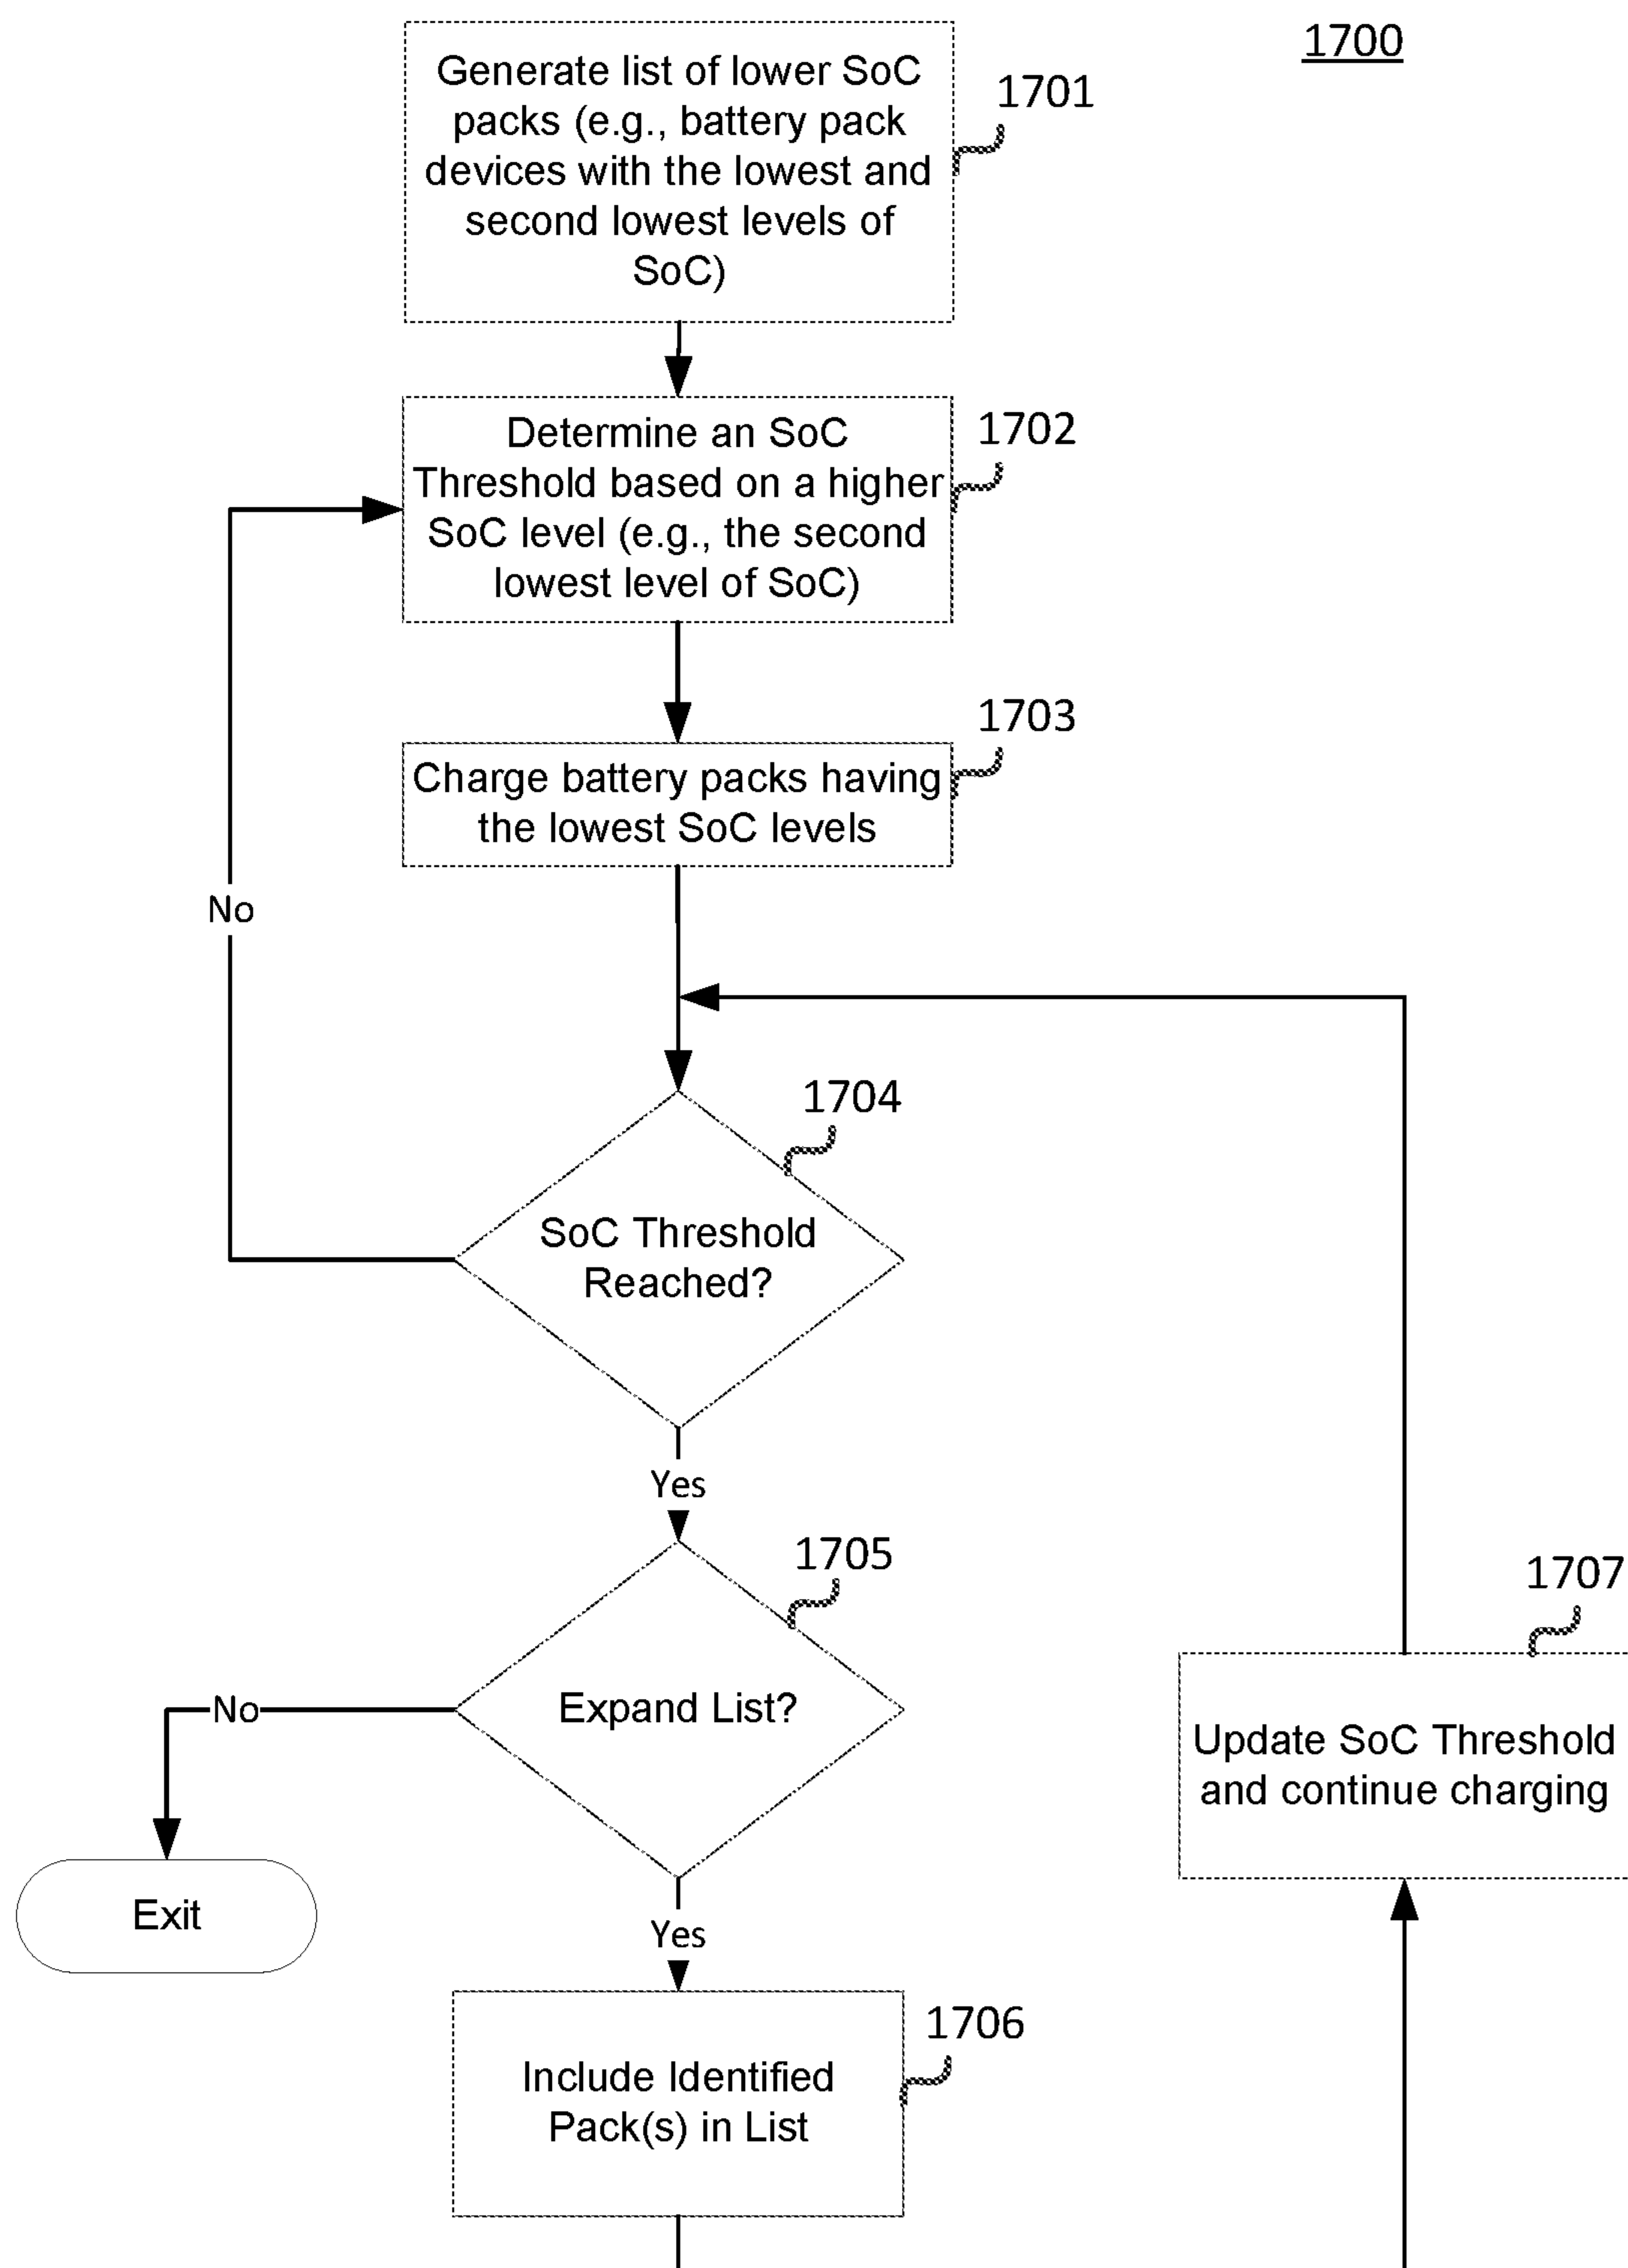 1700
Generate list of lower SoC
packs (e.g., battery pack
devices with the lowest and
second lowest levels of
SoC)
1701
Determine an SoC
Threshold based on a higher
SoC level (e.g., the second
lowest level of SoC)
1702
Charge battery packs having
the lowest SoC levels
1703
No
1704
SoC Threshold
Reached?
Yes
1705
Expand List?
No
Exit
Yes
1706
Include Identified
Pack(s) in List
1707
Update SoC Threshold
and continue charging